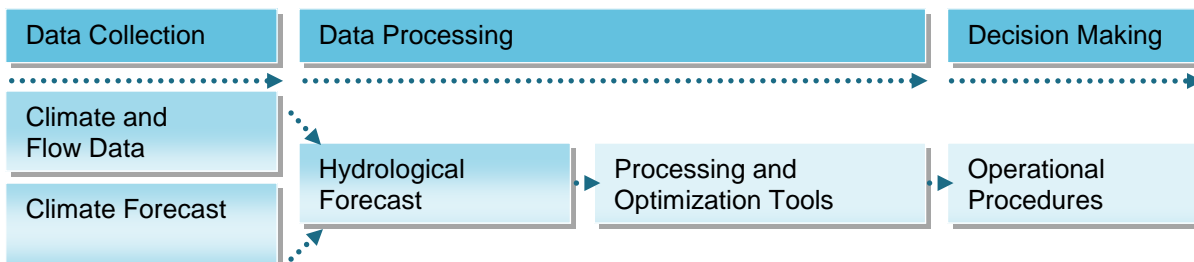 Data Collection
Data Processing
Decision Making
Climate and
Flow Data
Climate Forecast
Hydrological
Forecast
Processing and
Optimization Tools
Operational
Procedures